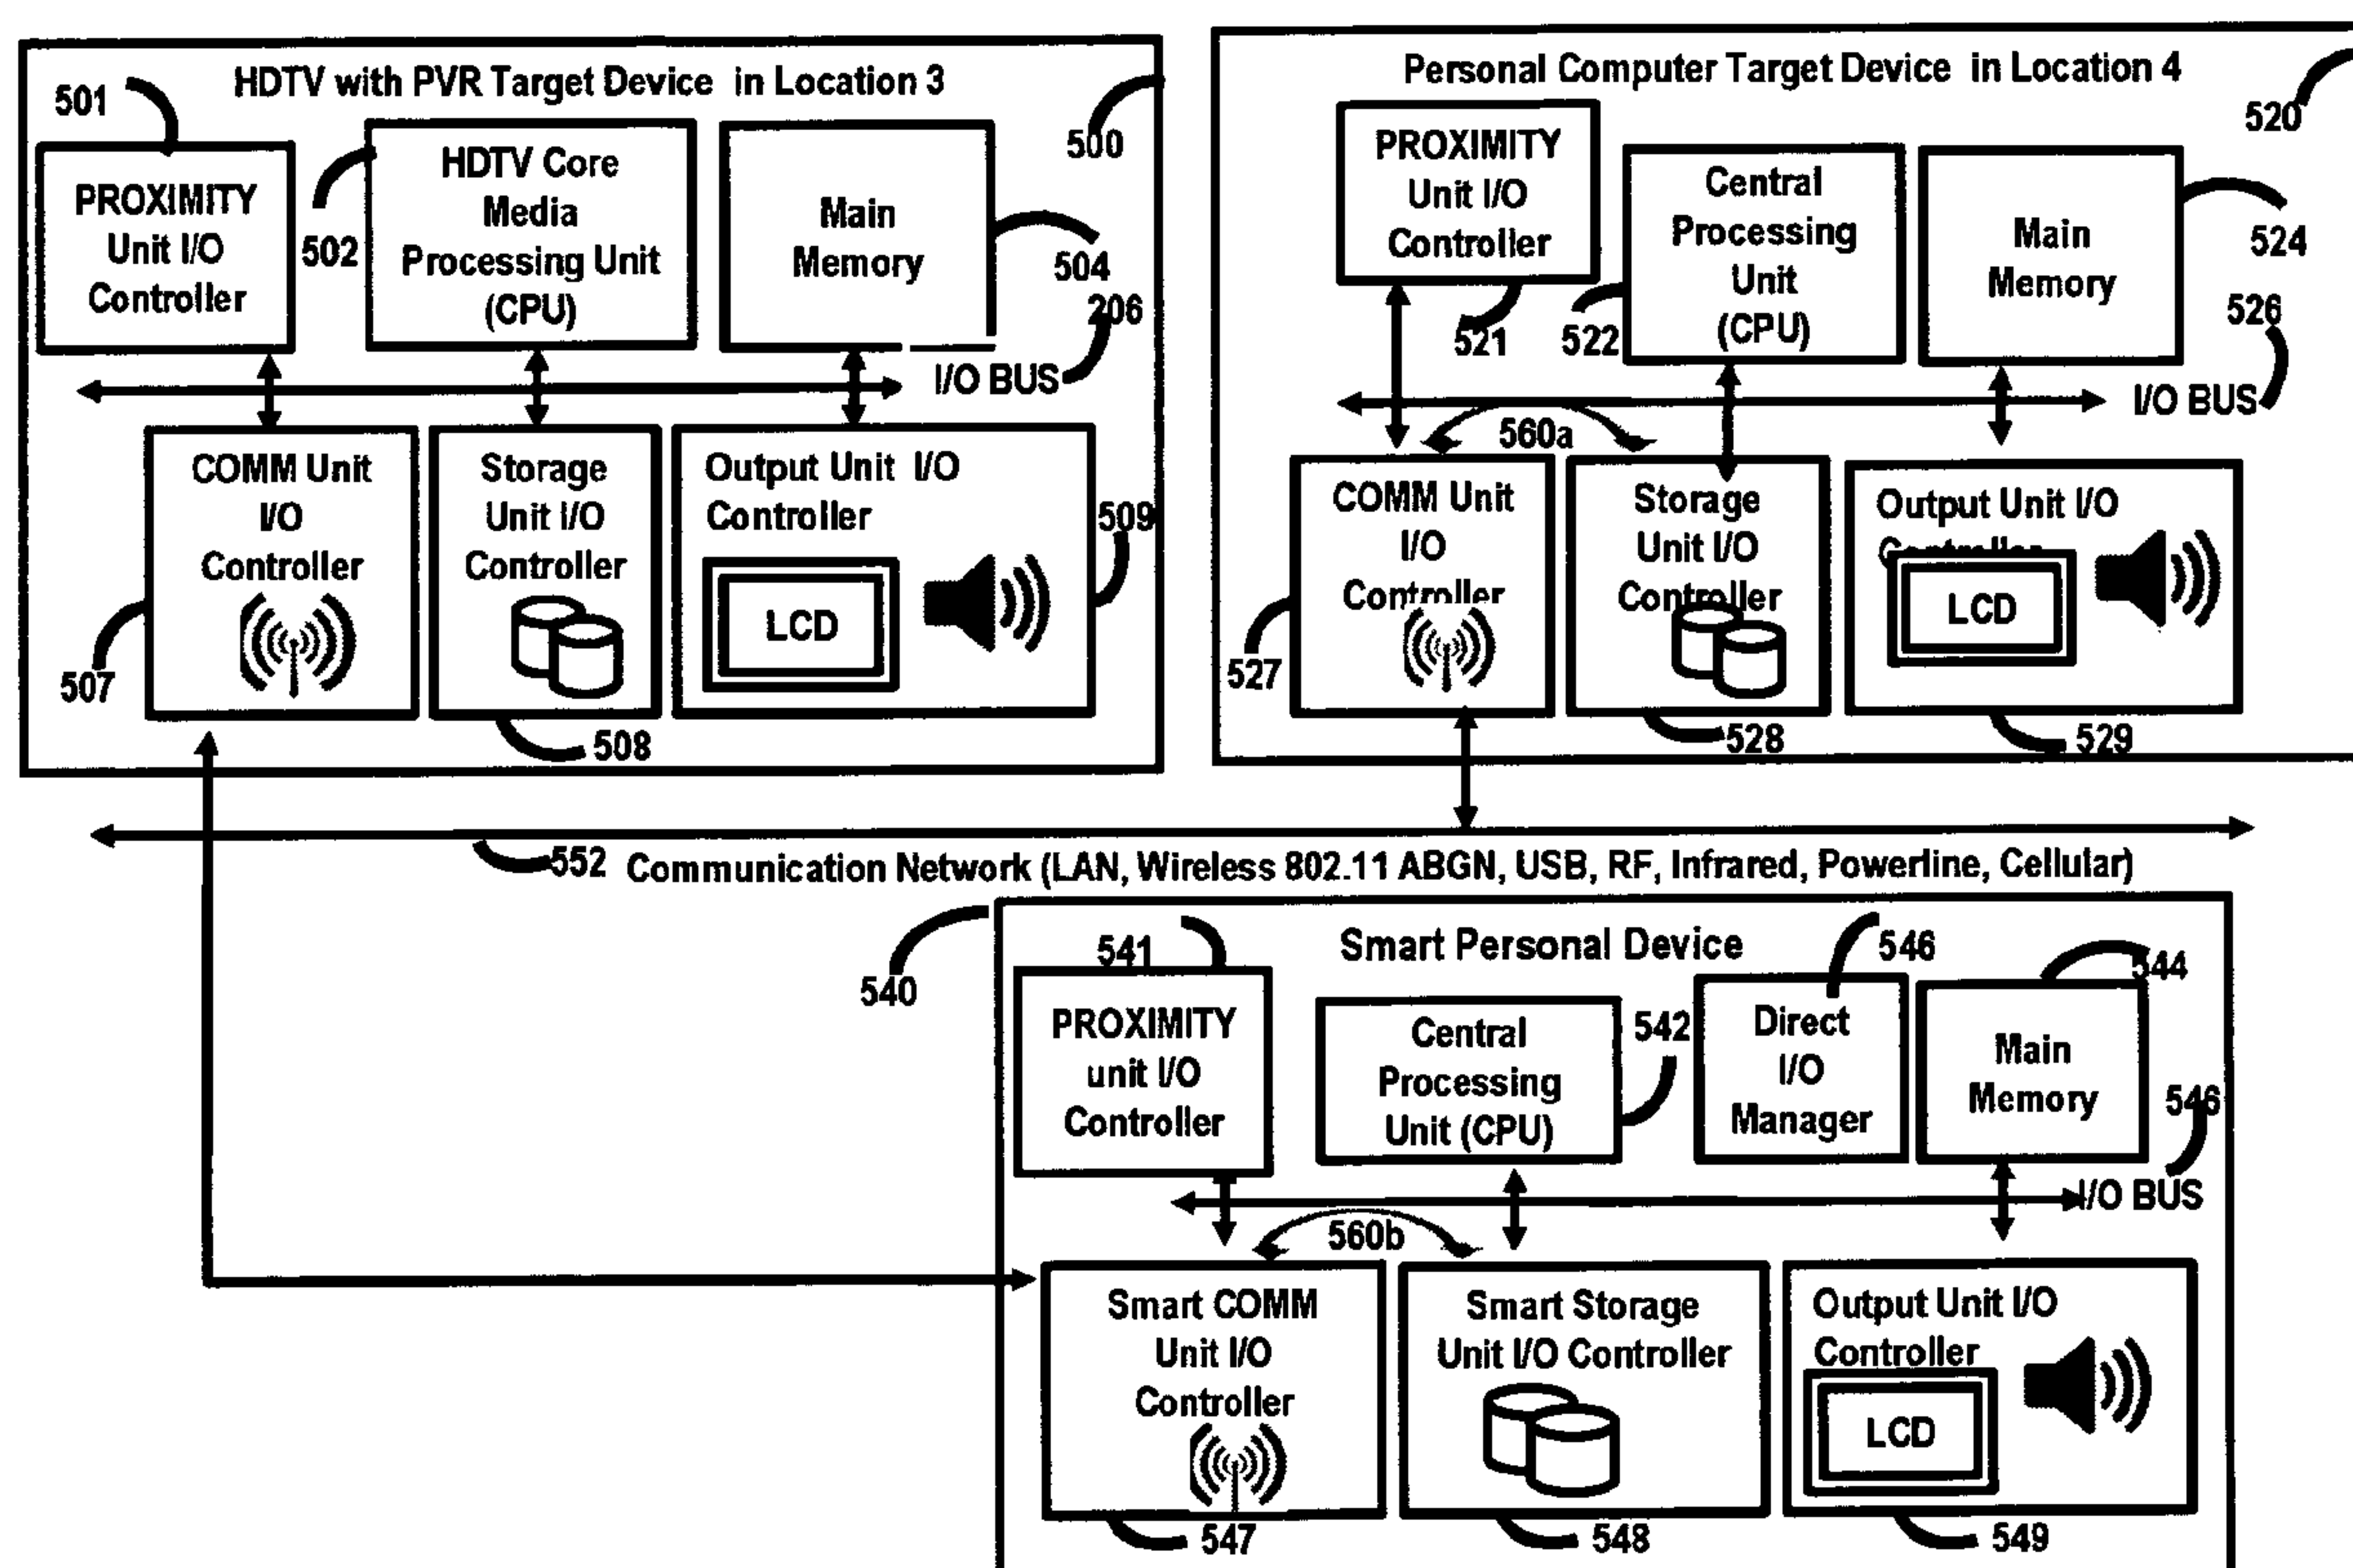 HDTV with PVR Target Device in Location 3
501
500
PROXIMITY
Unit I/O
Controller
502
HDTV Core
Media
Processing Unit
(CPU)
Main
Memory
504
206
I/O BUS
COMM Unit
I/O
Controller
507
Storage
Unit I/O
Controller
508
Output Unit I/O
Controller
LCD
509
Personal Computer Target Device in Location 4
520
PROXIMITY
Unit I/O
Controller
521
522
Central
Processing
Unit
(CPU)
Main
Memory
524
526
I/O BUS
560a
COMM Unit
I/O
Controller
527
Storage
Unit I/O
Controller
528
Output Unit I/O
Controller
LCD
529
552 Communication Network (LAN, Wireless 802.11 ABGN, USB, RF, Infrared, Powerline, Cellular)
540
Smart Personal Device
541
PROXIMITY
unit I/O
Controller
Central
Processing
Unit (CPU)
542
546
Direct
I/O
Manager
544
Main
Memory
546
I/O BUS
560b
Smart COMM
Unit I/O
Controller
547
Smart Storage
Unit I/O Controller
548
Output Unit I/O
Controller
LCD
549